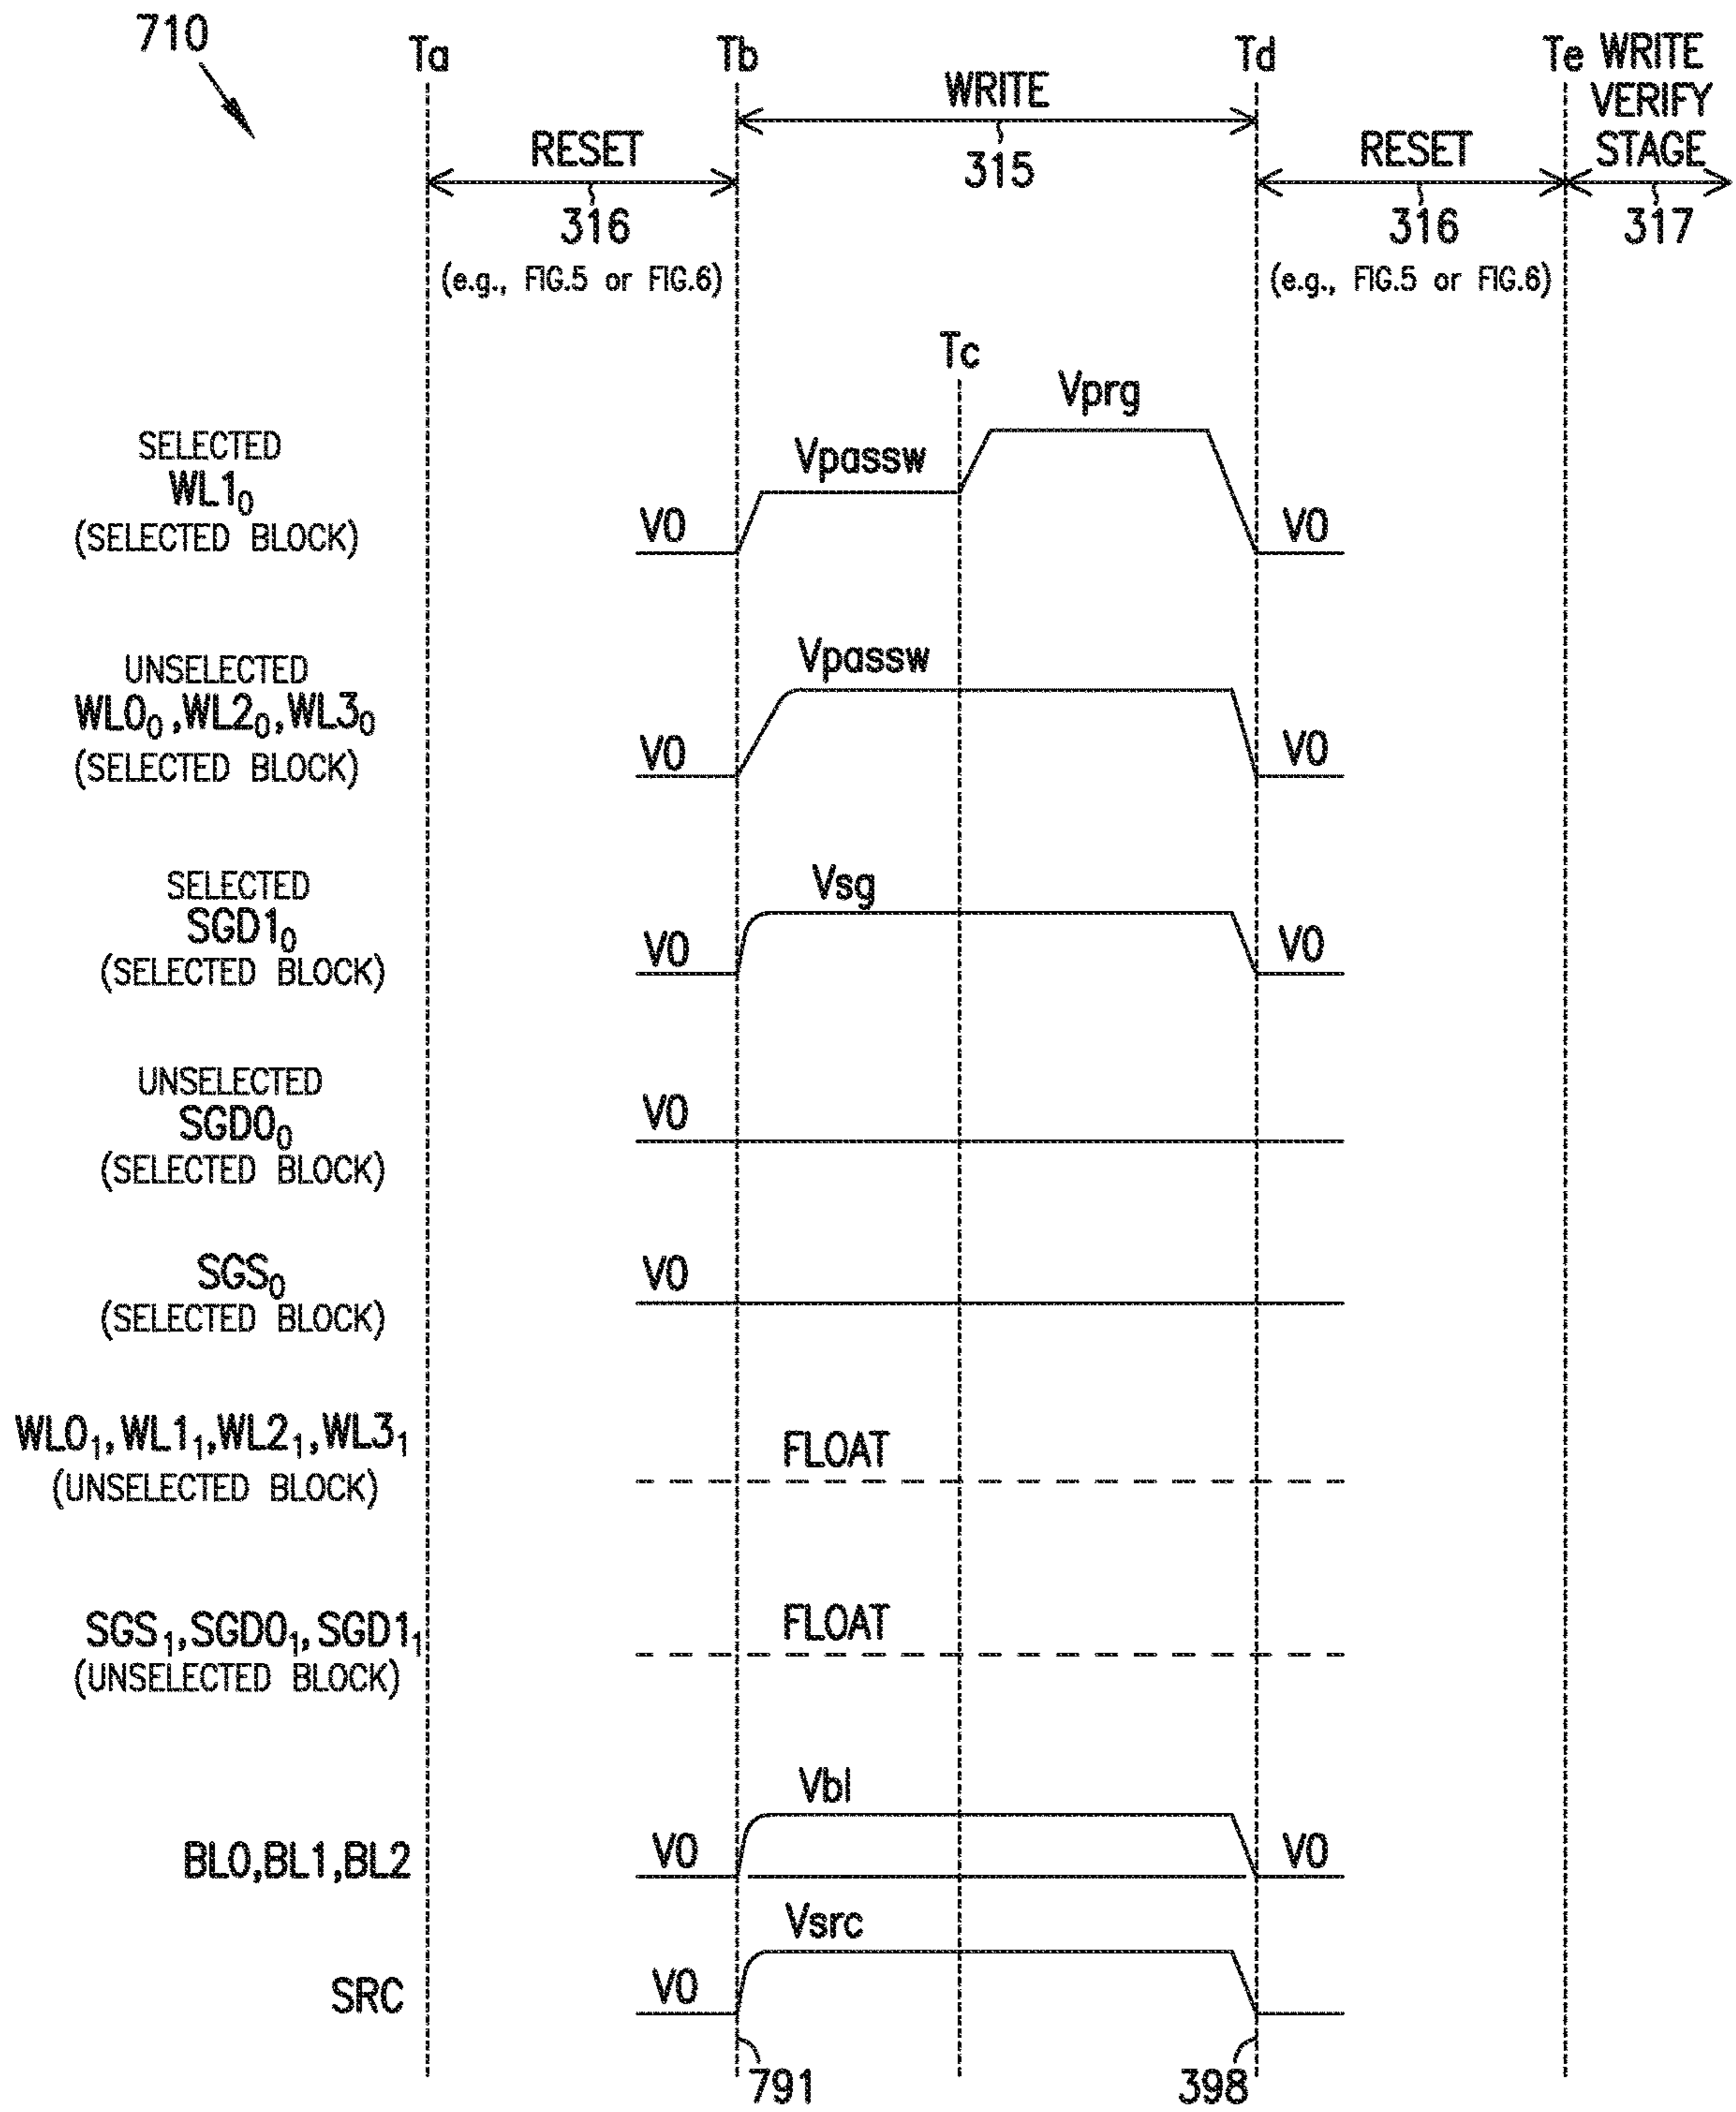 710
Ta
Tb
Td
Te
WRITE
VERIFY
STAGE
WRITE
315
RESET
316
(e.g., FIG.5 or FIG.6)
RESET
316
(e.g., FIG.5 or FIG.6)
317
Tc
SELECTED
WL1₀
(SELECTED BLOCK)
V0
Vpassw
Vprg
V0
UNSELECTED
WL0₀,WL2₀,WL3₀
(SELECTED BLOCK)
V0
Vpassw
V0
SELECTED
SGD1₀
(SELECTED BLOCK)
V0
Vsg
V0
UNSELECTED
SGD0₀
(SELECTED BLOCK)
V0
SGS₀
(SELECTED BLOCK)
V0
WL0₁,WL1₁,WL2₁,WL3₁
(UNSELECTED BLOCK)
FLOAT
SGS₁,SGD0₁,SGD1₁
(UNSELECTED BLOCK)
FLOAT
BL0,BL1,BL2
V0
Vbl
V0
SRC
V0
Vsrc
791
398